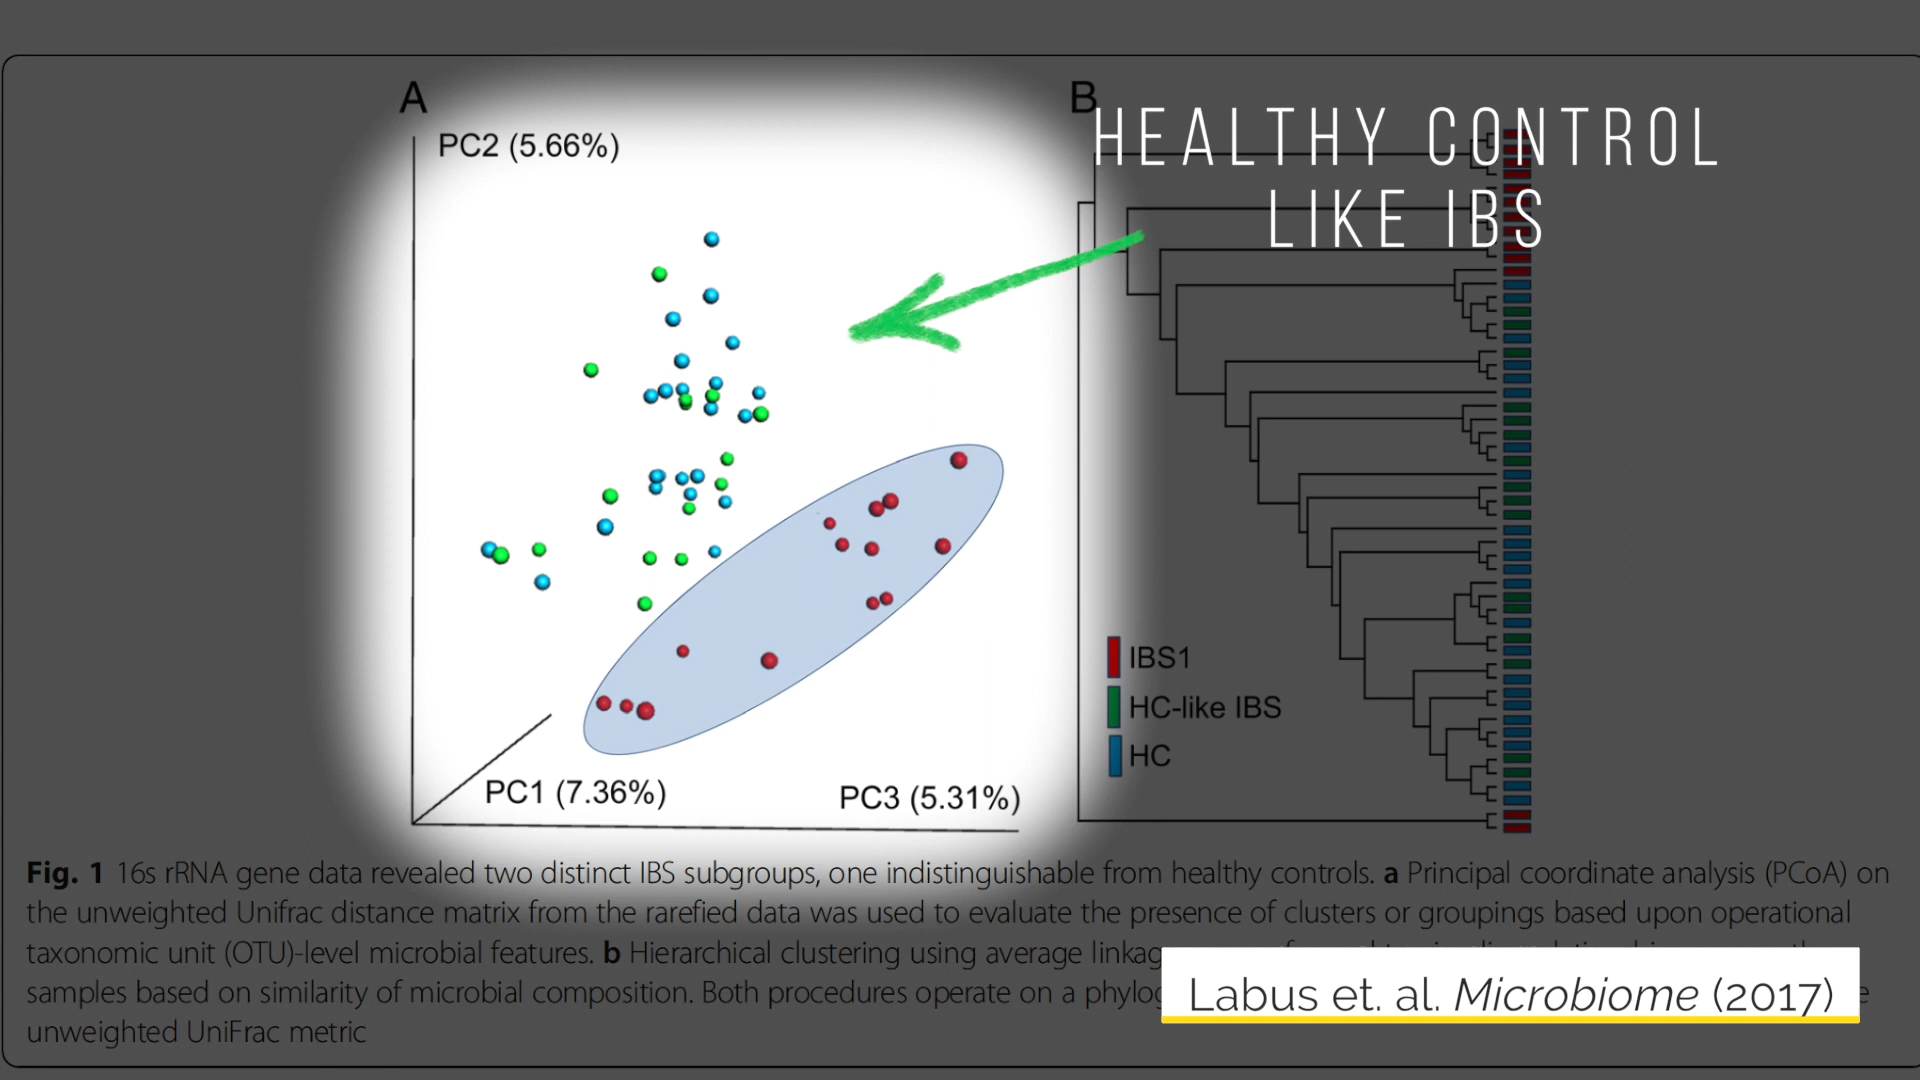 A
PC2 (5.66%)
B
HEALTHY CONTROL
LIKE IBS
IBS1
HC-like IBS
HC
PC1 (7.36%)
PC3 (5.31%)
Fig. 1 16s rRNA gene data revealed two distinct IBS subgroups, one indistinguishable from healthy controls. a Principal coordinate analysis (PCoA) on
the unweighted Unifrac distance matrix from the rarefied data was used to evaluate the presence of clusters or groupings based upon operational
taxonomic unit (OTU)-level microbial features. b Hierarchical clustering using average
samples based on similarity of microbial composition. Both procedures operate on a
unweighted UniFrac metric
Labus et. al. Microbiome (2017)